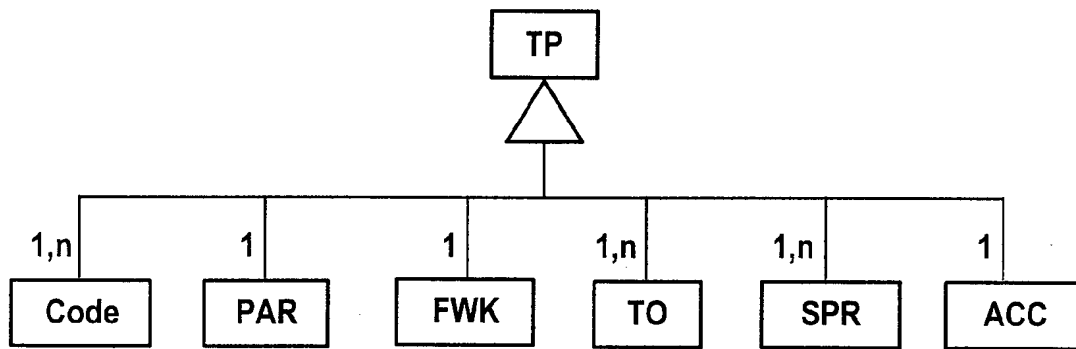 TP
1,n 1 1 1,n 1,n 1
Code PAR FWK TO SPR ACC